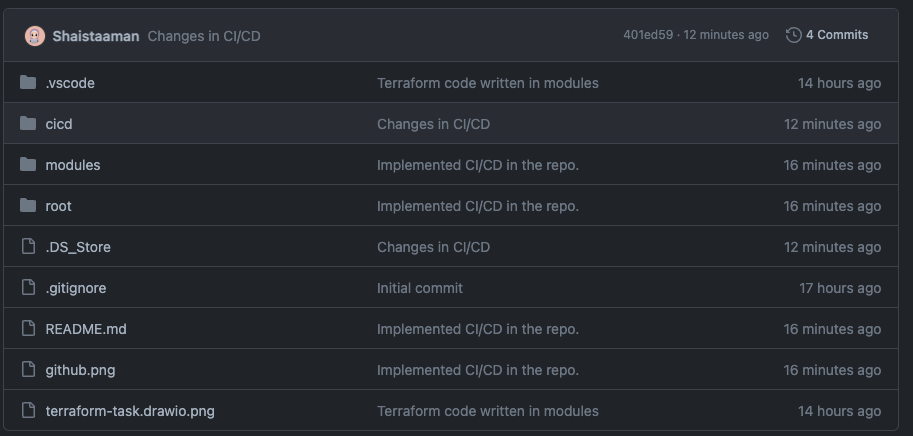 Shaistaaman Changes in CI/CD 401ed59 · 12 minutes ago 4 Commits
.vscode Terraform code written in modules 14 hours ago
cicd Changes in CI/CD 12 minutes ago
modules Implemented CI/CD in the repo. 16 minutes ago
root Implemented CI/CD in the repo. 16 minutes ago
.DS_Store Changes in CI/CD 12 minutes ago
.gitignore Initial commit 17 hours ago
README.md Implemented CI/CD in the repo. 16 minutes ago
github.png Implemented CI/CD in the repo. 16 minutes ago
terraform-task.drawio.png Terraform code written in modules 14 hours ago